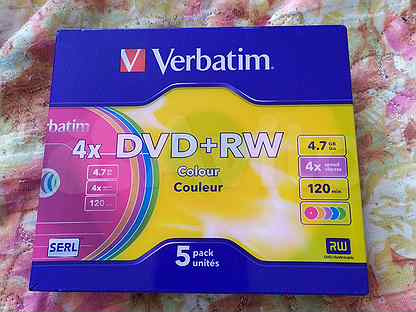 Verbatim
batim
4x
DVD+RW
Colour
Couleur
4.7 GB
4x speed
120 min
4.7
4x
120
SERL
5 pack
unités
RW